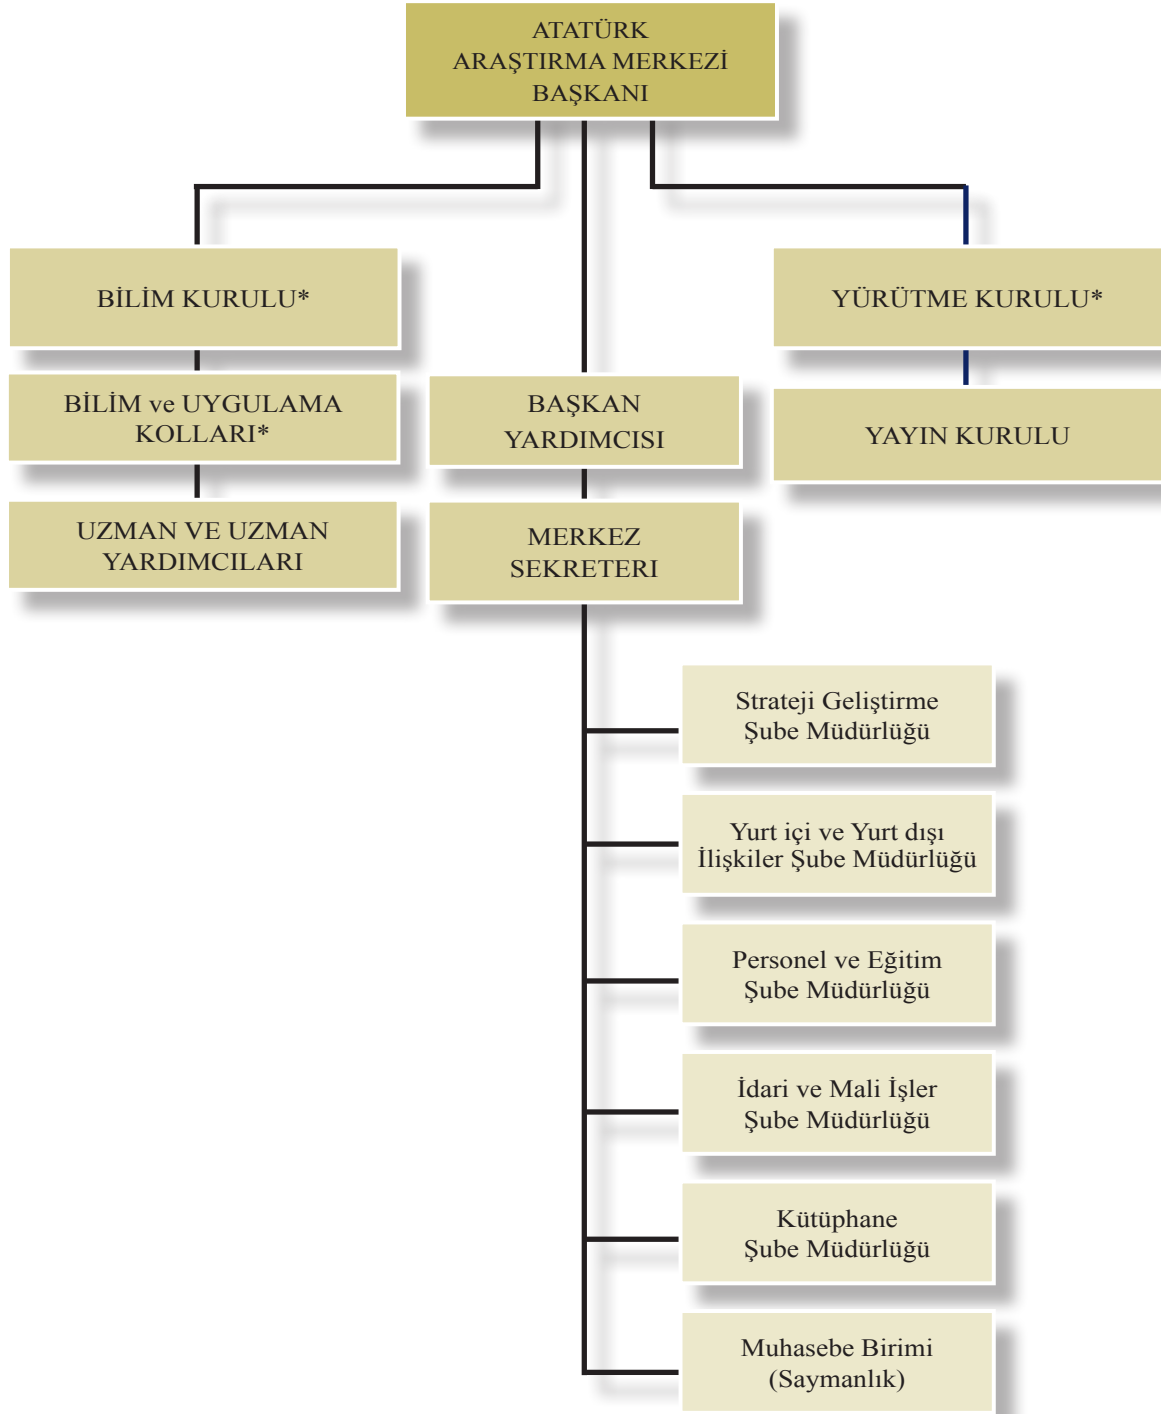 ATATÜRK
ARAŞTIRMA MERKEZİ
BAŞKANI
BİLİM KURULU*
YÜRÜTME KURULU*
BİLİM ve UYGULAMA
KOLLARI*
BAŞKAN
YARDIMCISI
YAYIN KURULU
UZMAN VE UZMAN
YARDIMCILARI
MERKEZ
SEKRETERI
Strateji Geliştirme
Şube Müdürlüğü
Yurt içi ve Yurt dışı
İlişkiler Şube Müdürlüğü
Personel ve Eğitim
Şube Müdürlüğü
İdari ve Mali İşler
Şube Müdürlüğü
Kütüphane
Şube Müdürlüğü
Muhasebe Birimi
(Saymanlık)